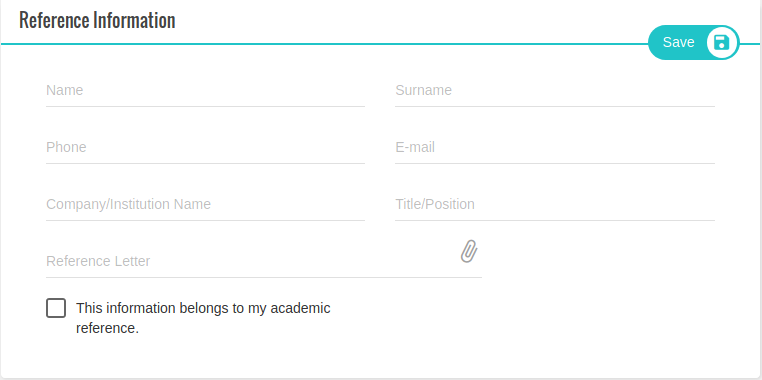 Reference Information
Save
Name
Surname
Phone
E-mail
Company/Institution Name
Title/Position
Reference Letter
This information belongs to my academic
reference.